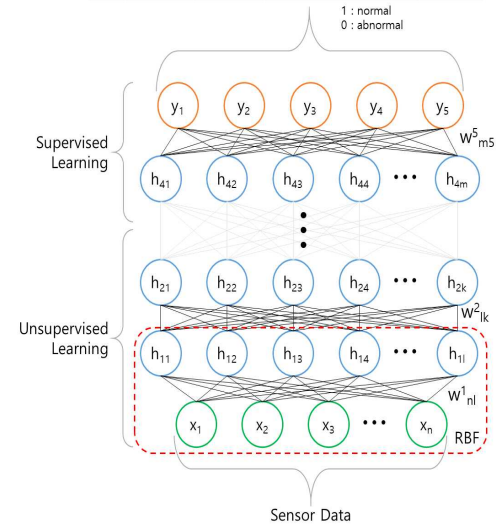 1 : normal
0 : abnormal
y1 y2 y3 y4 y5
w5m5
Supervised
Learning
h41 h42 h43 h44 ••• h4m
h21 h22 h23 h24 ••• h2k
w2lk
Unsupervised
Learning
h11 h12 h13 h14 ••• h1l
w1nl
x1 x2 x3 ••• xn
RBF
Sensor Data